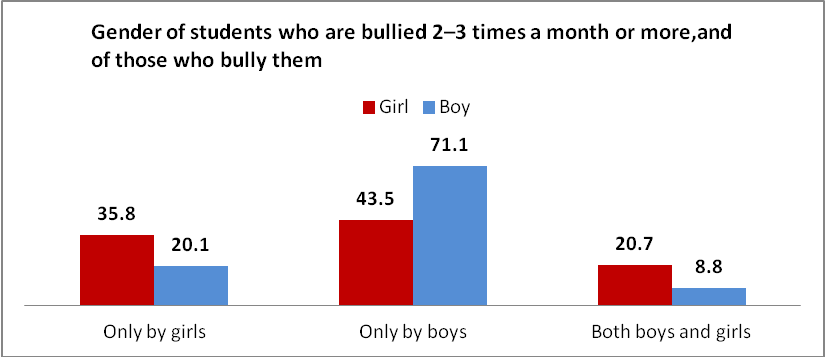 Gender of students who are bullied 2–3 times a month or more,and
of those who bully them
Girl Boy
71.1
43.5
35.8
20.1
20.7
8.8
Only by girls Only by boys Both boys and girls